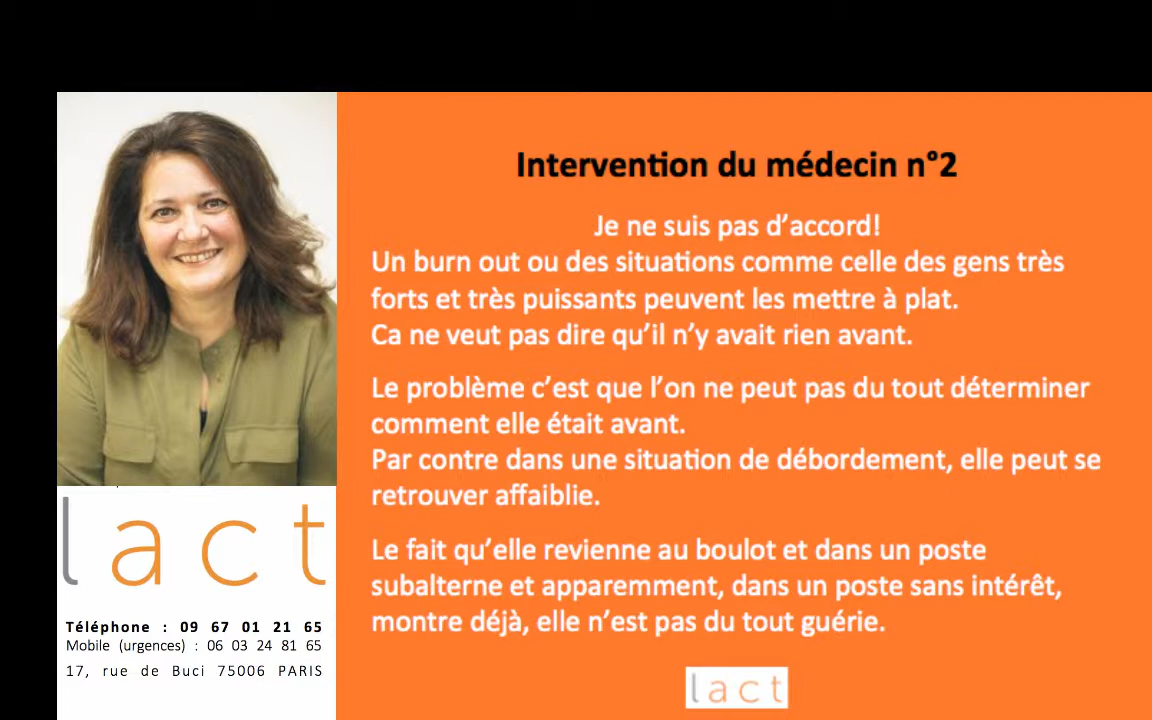 Intervention du médecin n°2
Je ne suis pas d'accord!
Un burn out ou des situations comme celle des gens très
forts et très puissants peuvent les mettre à plat.
Ca ne veut pas dire qu'il n'y avait rien avant.
Le problème c'est que l'on ne peut pas du tout déterminer
comment elle était avant.
Par contre dans une situation de débordement, elle peut se
retrouver affaiblie.
Le fait qu'elle revienne au boulot et dans un poste
subalterne et apparemment, dans un poste sans intérêt,
montre déjà, elle n'est pas du tout guérie.
lact
lact
Téléphone : 09 67 01 21 65
Mobile (urgences) : 06 03 24 81 65
17, rue de Buci 75006 PARIS